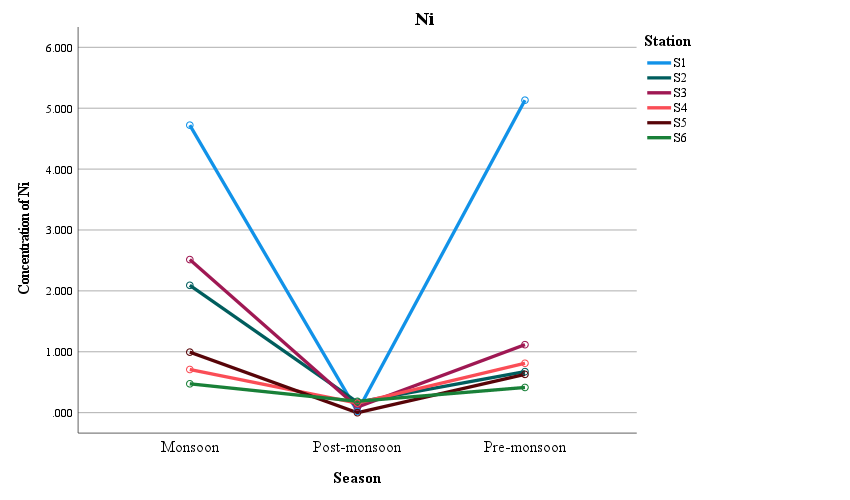 Ni
6.000
5.000
4.000
3.000
2.000
1.000
.000
Concentration of Ni
Monsoon
Post-monsoon
Pre-monsoon
Season
Station
S1
S2
S3
S4
S5
S6